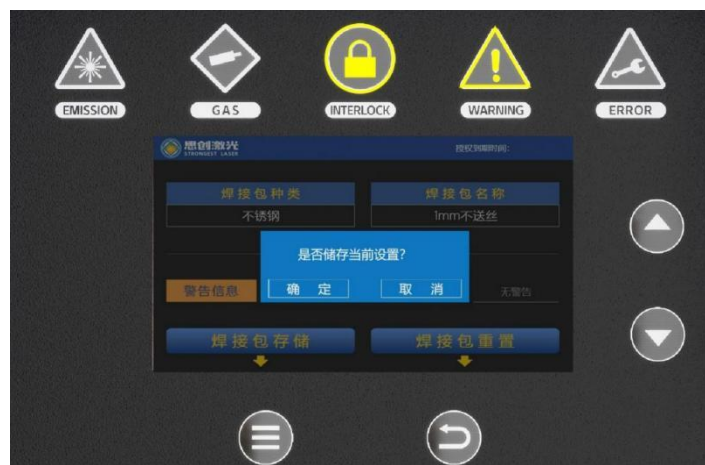 EMISSION
GAS
INTERLOCK
WARNING
ERROR
思创激光
STRONGEST LASER
授权到期时间:
焊接包种类
焊接包名称
不锈钢
1mm不送丝
是否储存当前设置?
警告信息
确 定
取 消
无警告
焊接包存储
焊接包重置